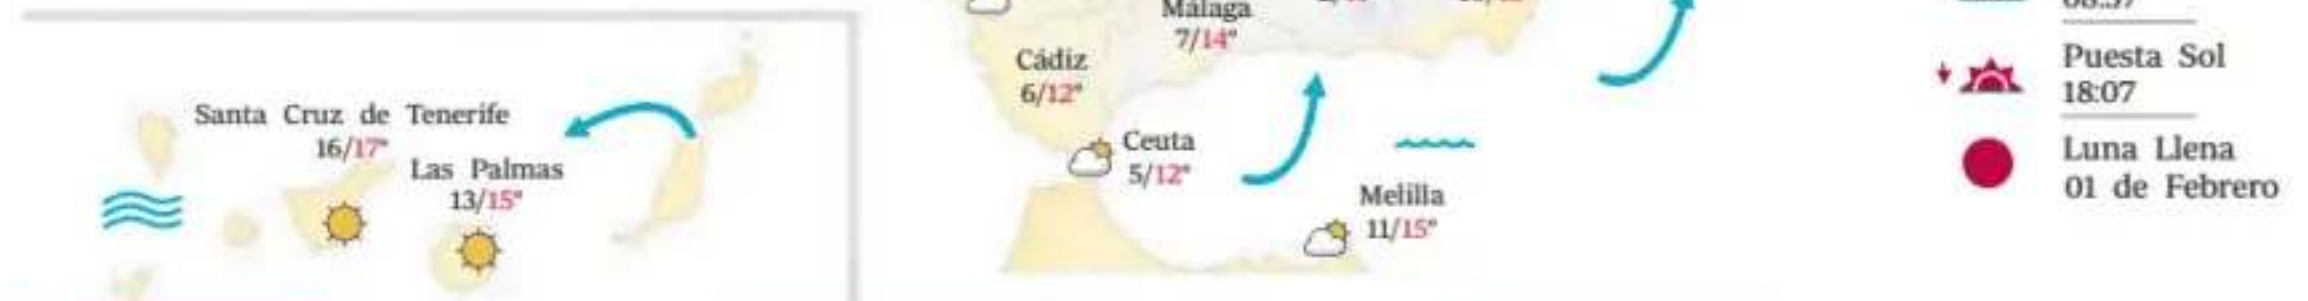 Santa Cruz de Tenerife
16/17°
Las Palmas
13/15°
Málaga
7/14°
Cádiz
6/12°
Ceuta
5/12°
Melilla
11/15°
Puesta Sol
18:07
Luna Llena
01 de Febrero